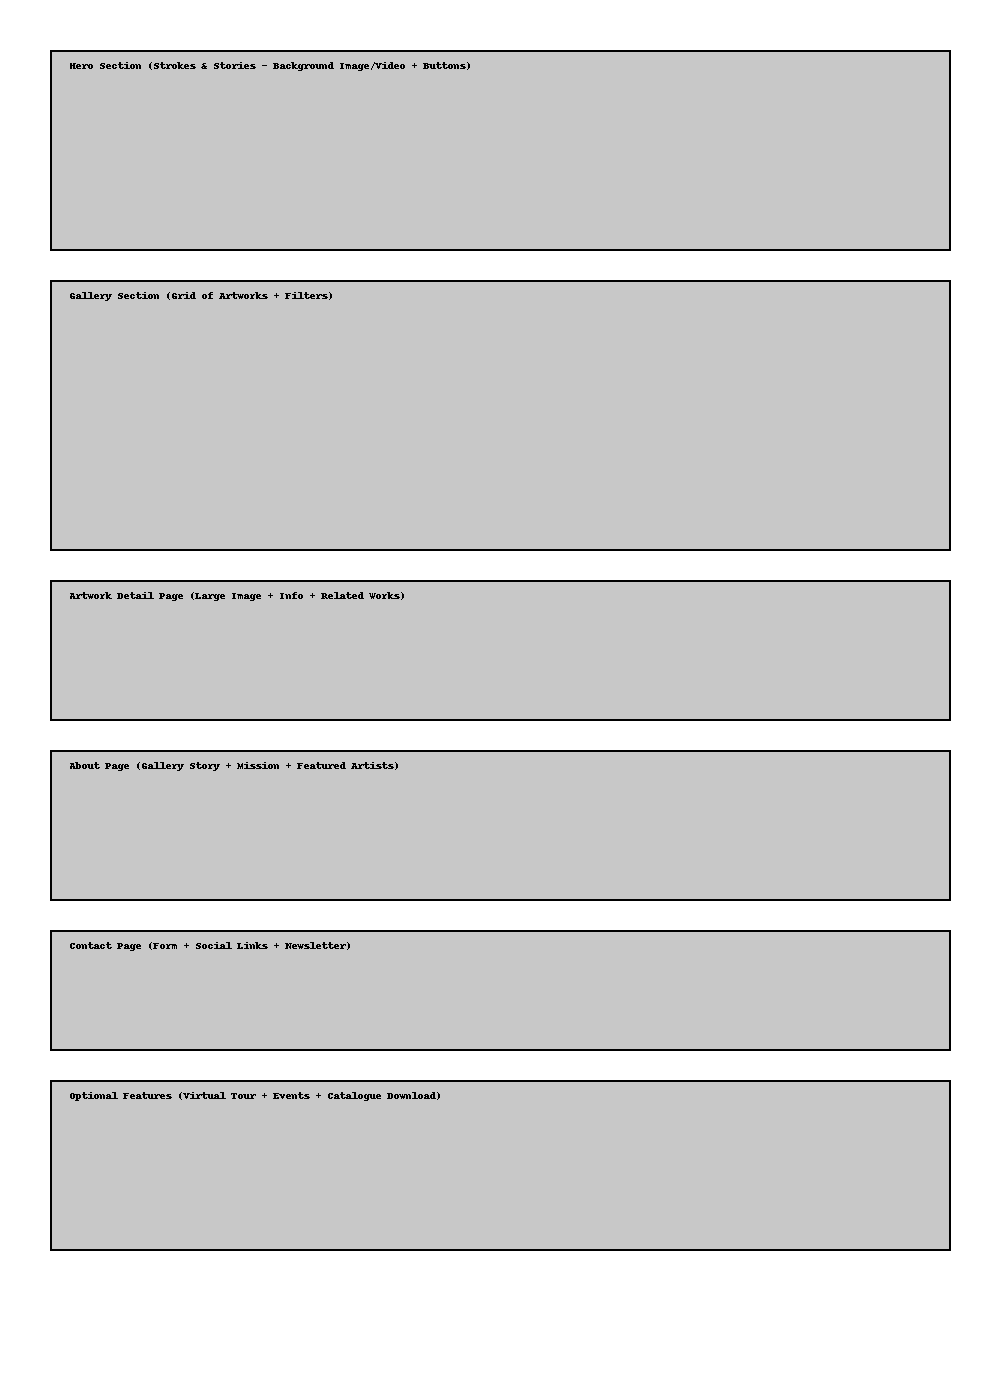 Hero Section (Strokes & Stories - Background Image/Video + Buttons)
Gallery Section (Grid of Artworks + Filters)
Artwork Detail Page (Large Image + Info + Related Works)
About Page (Gallery Story + Mission + Featured Artists)
Contact Page (Form + Social Links + Newsletter)
Optional Features (Virtual Tour + Events + Catalogue Download)